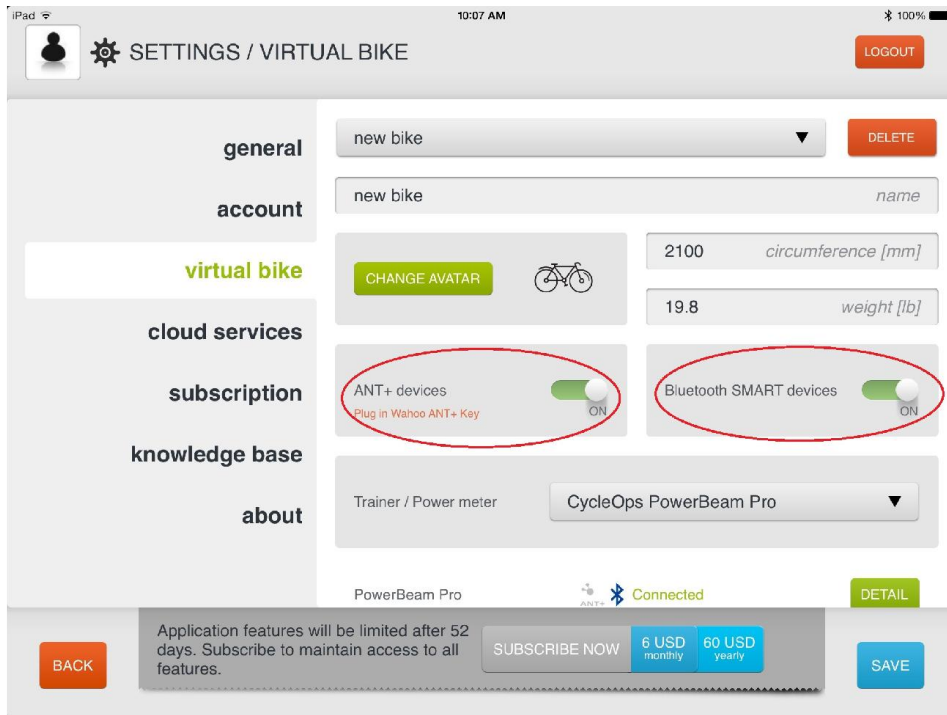 iPad
10:07 AM
100%
SETTINGS / VIRTUAL BIKE
LOGOUT
general
account
virtual bike
cloud services
subscription
knowledge base
about
new bike
DELETE
new bike name
CHANGE AVATAR
2100 circumference [mm]
19.8 weight [lb]
ANT+ devices
Plug in Wahoo ANT+ Key
ON
Bluetooth SMART devices
ON
Trainer / Power meter
CycleOps PowerBeam Pro
PowerBeam Pro
ANT+
Connected
DETAIL
BACK
Application features will be limited after 52
days. Subscribe to maintain access to all
features.
SUBSCRIBE NOW
6 USD
monthly
60 USD
yearly
SAVE